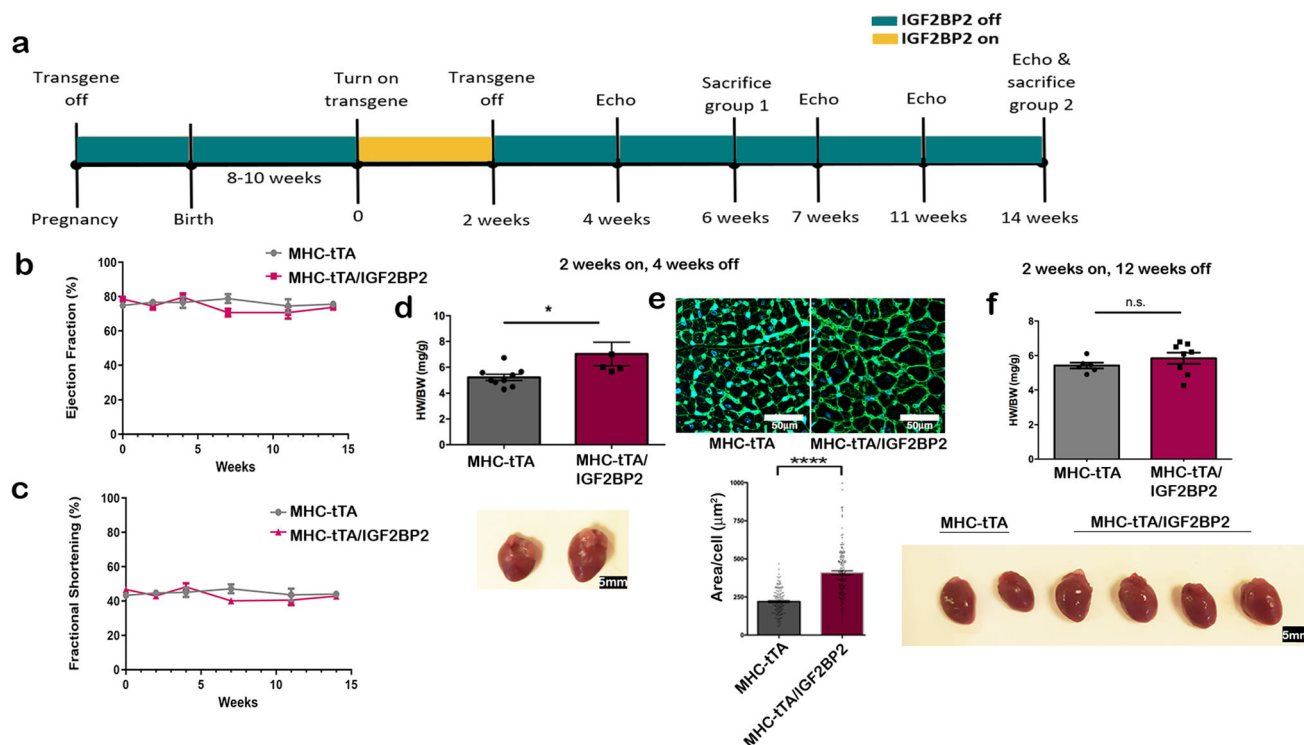 IGF2BP2 off
IGF2BP2 on
a
Transgene
off
Turn on
transgene
Transgene
off
Echo
Sacrifice
group 1
Echo
Echo
Echo &
sacrifice
group 2
8-10 weeks
Pregnancy
Birth
0
2 weeks
4 weeks
6 weeks
7 weeks
11 weeks
14 weeks
b
MHC-tTA
MHC-tTA/IGF2BP2
Ejection Fraction (%)
100
80
60
40
20
0
0
5
10
15
Weeks
c
MHC-tTA
MHC-tTA/IGF2BP2
Fractional Shortening (%)
100
80
60
40
20
0
0
5
10
15
Weeks
2 weeks on, 4 weeks off
d
*
HW/BW (mg/g)
10
8
6
4
2
0
MHC-tTA
MHC-tTA/
IGF2BP2
5mm
e
50μm
50μm
MHC-tTA
MHC-tTA/IGF2BP2
****
Area/cell (μm²)
1000
750
500
250
0
MHC-tTA
MHC-tTA/IGF2BP2
2 weeks on, 12 weeks off
f
n.s.
HW/BW (mg/g)
10
8
6
4
2
0
MHC-tTA
MHC-tTA/
IGF2BP2
MHC-tTA
MHC-tTA/IGF2BP2
5mm